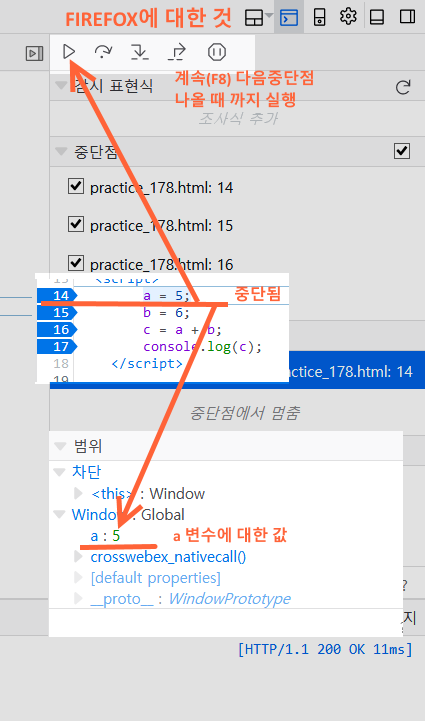 FIREFOX에 대한 것
계속(F8) 다음중단점
나올 때 까지 실행
감시 표현식
조사식 추가
중단점
practice_178.html: 14
practice_178.html: 15
practice_178.html: 16
<script>
14 a = 5;
중단됨
15 b = 6;
16 c = a + b;
17 console.log(c);
18 </script>
19
practice_178.html: 14
중단점에서 멈춤
범위
차단
<this> : Window
Window : Global
a : 5
a 변수에 대한 값
crosswebex_nativecall()
[default properties]
__proto__ : WindowPrototype
?
지
[HTTP/1.1 200 OK 11ms]